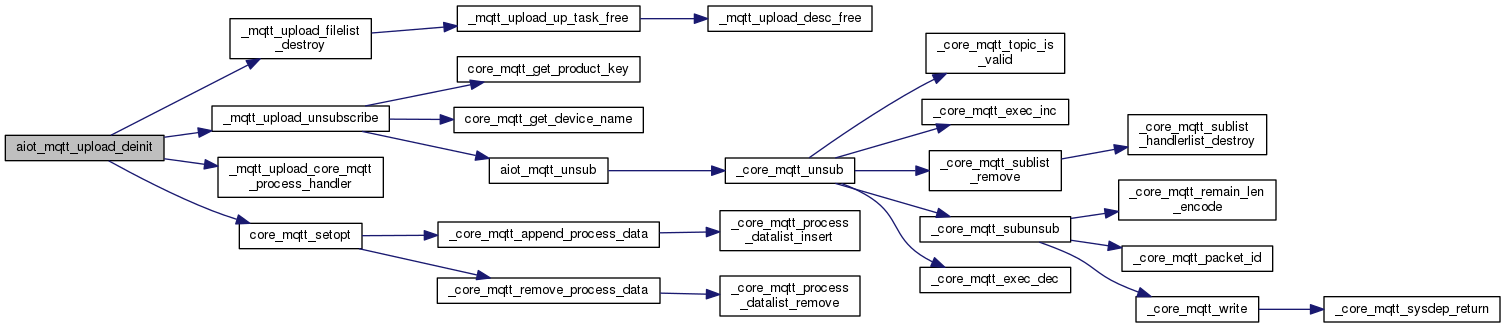 aiot_mqtt_upload_deinit
_mqtt_upload_filelist
_destroy
_mqtt_upload_up_task_free
_mqtt_upload_desc_free
_mqtt_upload_unsubscribe
core_mqtt_get_product_key
core_mqtt_get_device_name
aiot_mqtt_unsub
_core_mqtt_unsub
_core_mqtt_topic_is
_valid
_core_mqtt_exec_inc
_core_mqtt_sublist
_remove
_core_mqtt_sublist
_handlerlist_destroy
_core_mqtt_subunsub
_core_mqtt_remain_len
_encode
_core_mqtt_packet_id
_core_mqtt_write
_core_mqtt_sysdep_return
_core_mqtt_exec_dec
_mqtt_upload_core_mqtt
_process_handler
core_mqtt_setopt
_core_mqtt_append_process_data
_core_mqtt_process
_datalist_insert
_core_mqtt_remove_process_data
_core_mqtt_process
_datalist_remove